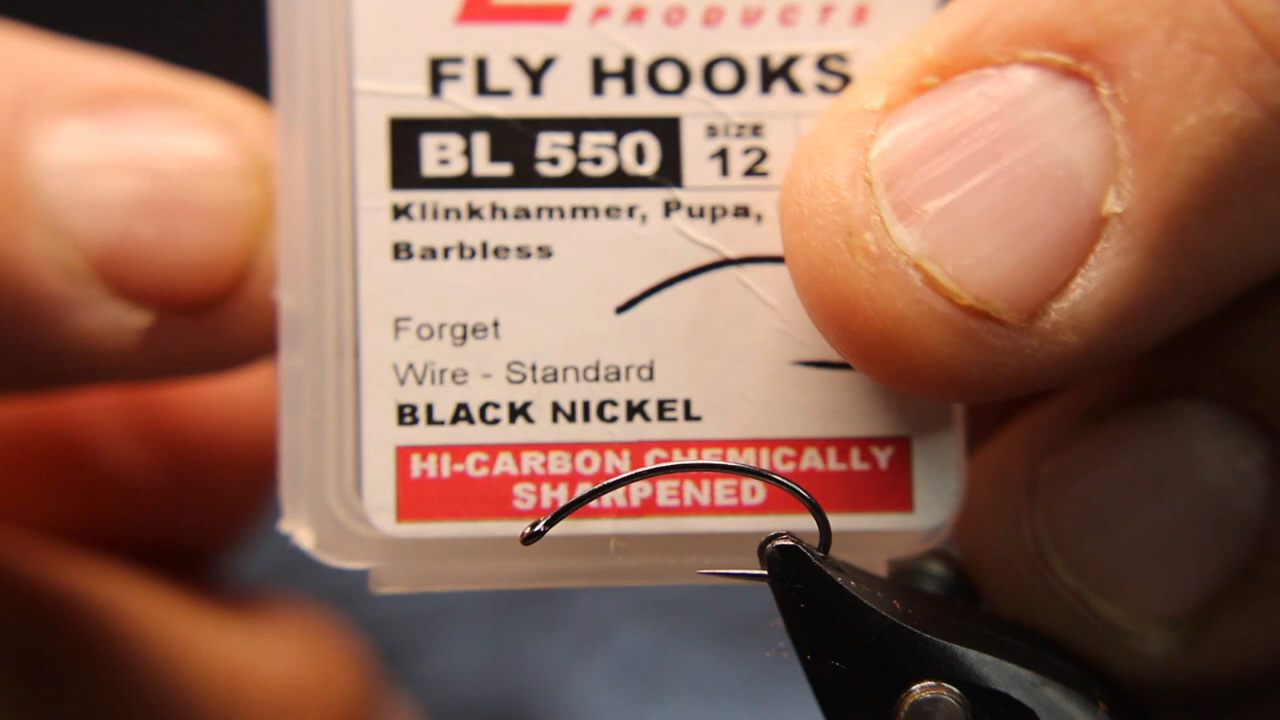 PRODUCTS
FLY HOOKS
BL 550
SIZE
12
Klinkhammer, Pupa,
Barbless
Forget
Wire - Standard
BLACK NICKEL
HI-CARBON CHEMICALLY
SHARPENED